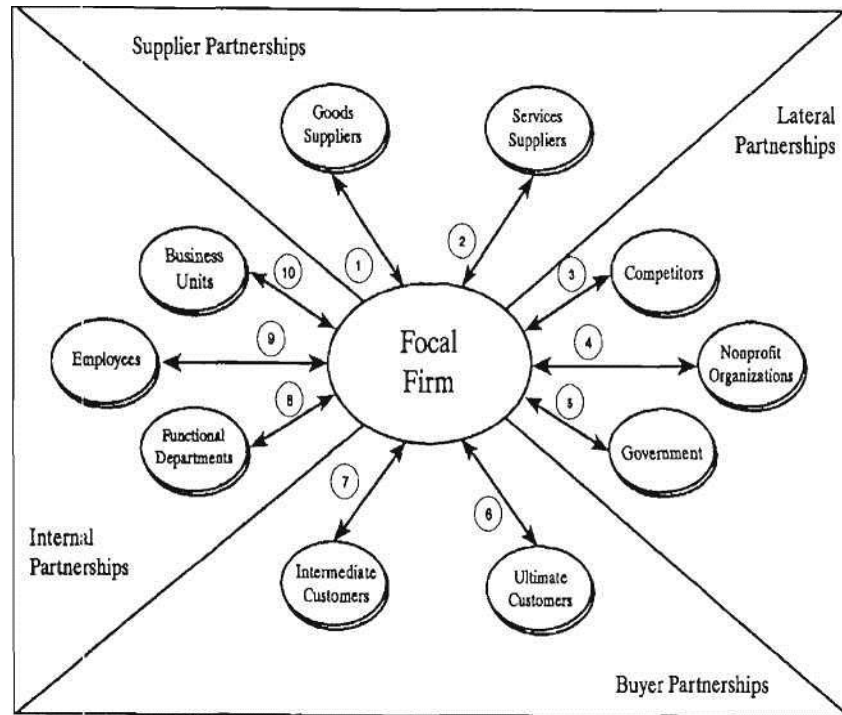 Supplier Partnerships
Goods
Suppliers
Services
Suppliers
Lateral
Partnerships
1
2
Business
Units
10
3
Competitors
Employees
9
Focal
Firm
4
Nonprofit
Organizations
8
5
Functional
Departments
Government
7
6
Internal
Partnerships
Intermediate
Customers
Ultimate
Customers
Buyer Partnerships